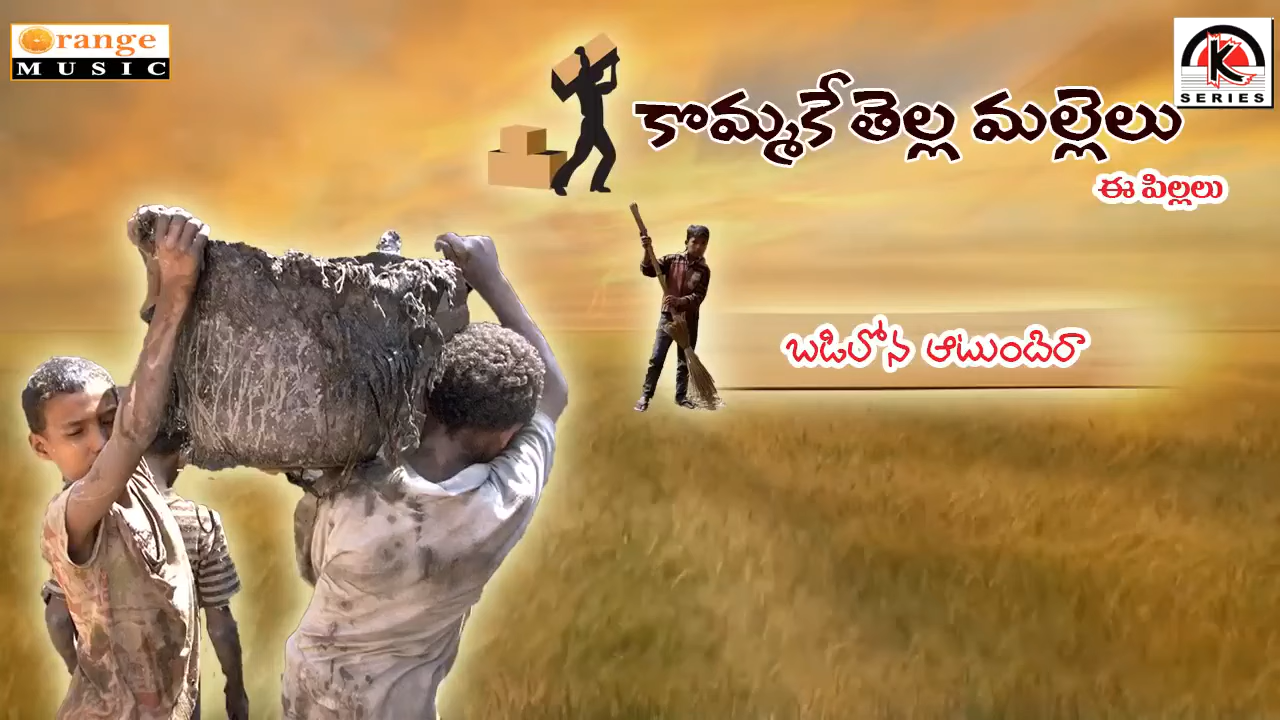 Orange
MUSIC
K
SERIES
కొమ్మకే తెల్ల మల్లెలు
ఈ పిల్లలు
బడిలోన ఆటుందిరా